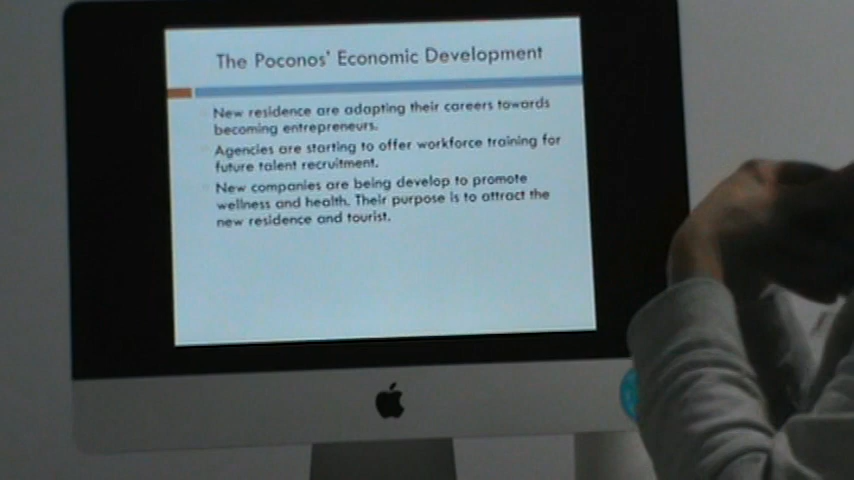 The Poconos' Economic Development
New residence are adapting their careers towards
becoming entrepreneurs.
Agencies are starting to offer workforce training for
future talent recruitment.
New companies are being develop to promote
wellness and health. Their purpose is to attract the
new residence and tourist.